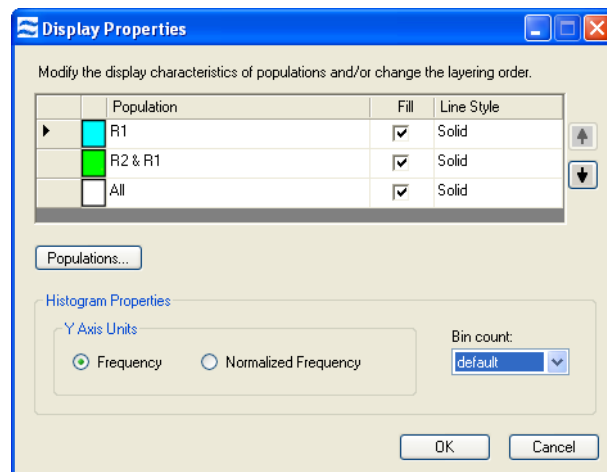 Display Properties
Modify the display characteristics of populations and/or change the layering order.
Population Fill Line Style
R1 Solid
R2 & R1 Solid
All Solid
Populations...
Histogram Properties
Y Axis Units
Bin count:
Frequency Normalized Frequency default
OK Cancel